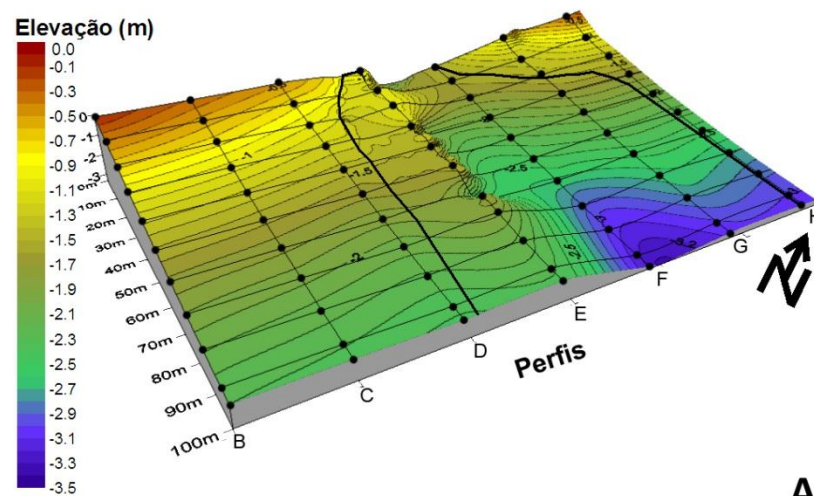 Elevação (m)
0.0
-0.1
-0.3
-0.5
-0.7
-0.9
-1.1
-1.3
-1.5
-1.7
-1.9
-2.1
-2.3
-2.5
-2.7
-2.9
-3.1
-3.3
-3.5
0
-1
-2
-3
0m
10m
20m
30m
40m
50m
60m
70m
80m
90m
100m
B
C
D
E
F
G
H
Perfis
N
-1
-1.5
-2
-2.5
-2.5
-3.2
A